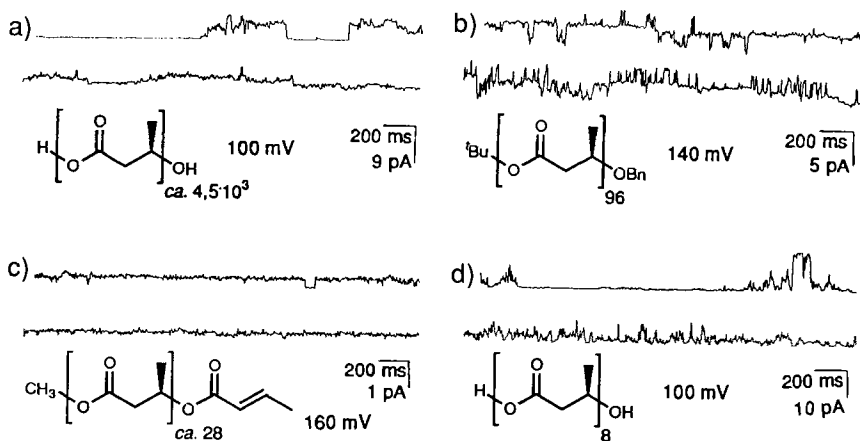 a)
O
H
O
OH
ca. 4,5·10³
100 mV
200 ms
9 pA
b)
O
ᵗBu
O
OBn
96
140 mV
200 ms
5 pA
c)
O
O
CH₃
O
O
ca. 28
160 mV
200 ms
1 pA
d)
O
H
O
OH
8
100 mV
200 ms
10 pA